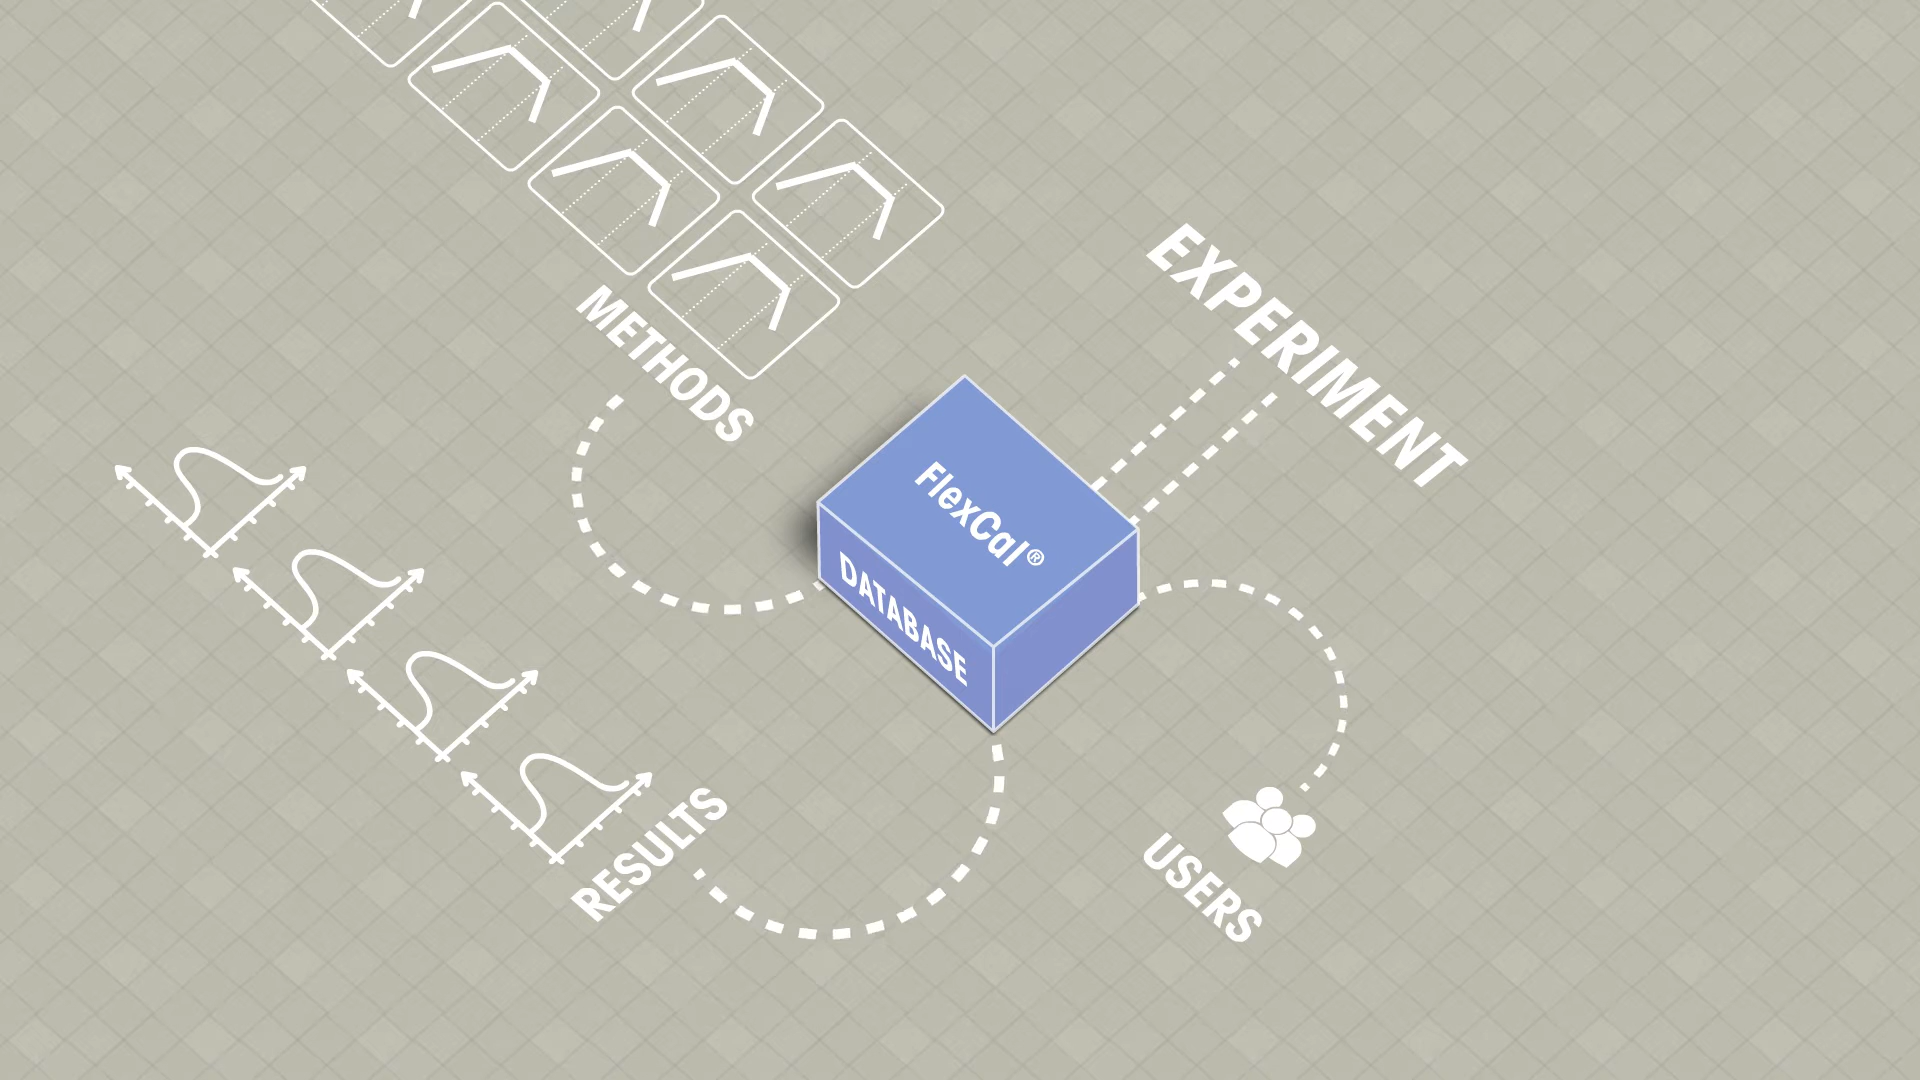 EXPERIMENT
METHODS
FlexCal®
DATABASE
RESULTS
USERS